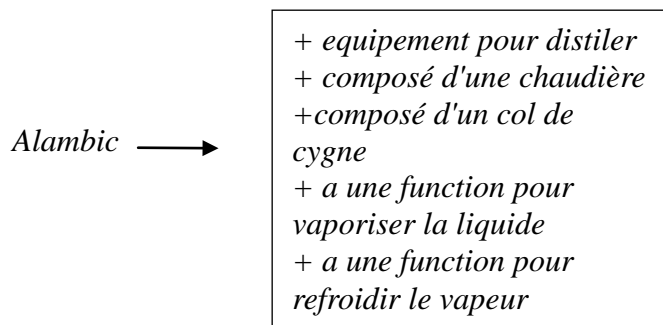 Alambic
+ equipement pour distiler
+ composé d'une chaudière
+composé d'un col de
cygne
+ a une function pour
vaporiser la liquide
+ a une function pour
refroidir le vapeur